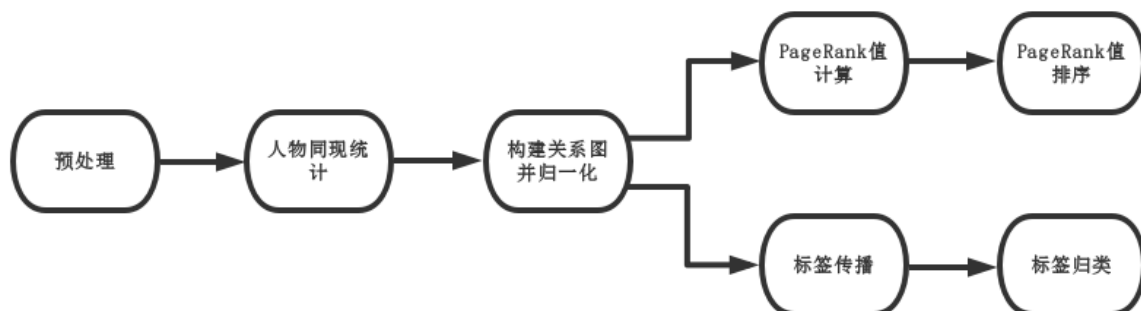 预处理
人物同现统
计
构建关系图
并归一化
PageRank值
计算
PageRank值
排序
标签传播
标签归类